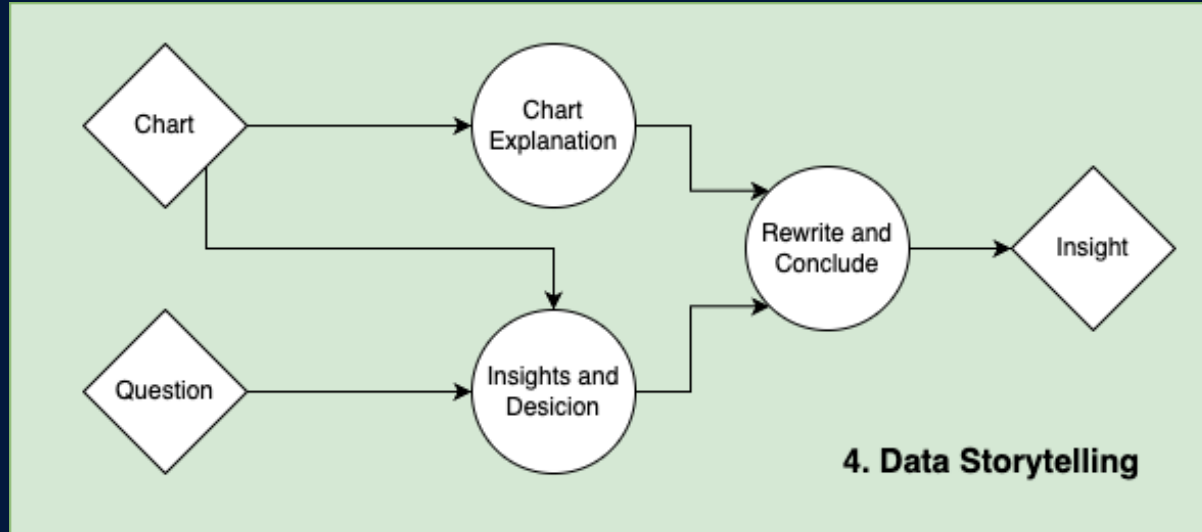 Chart
Chart
Explanation
Rewrite and
Conclude
Insight
Question
Insights and
Desicion
4. Data Storytelling